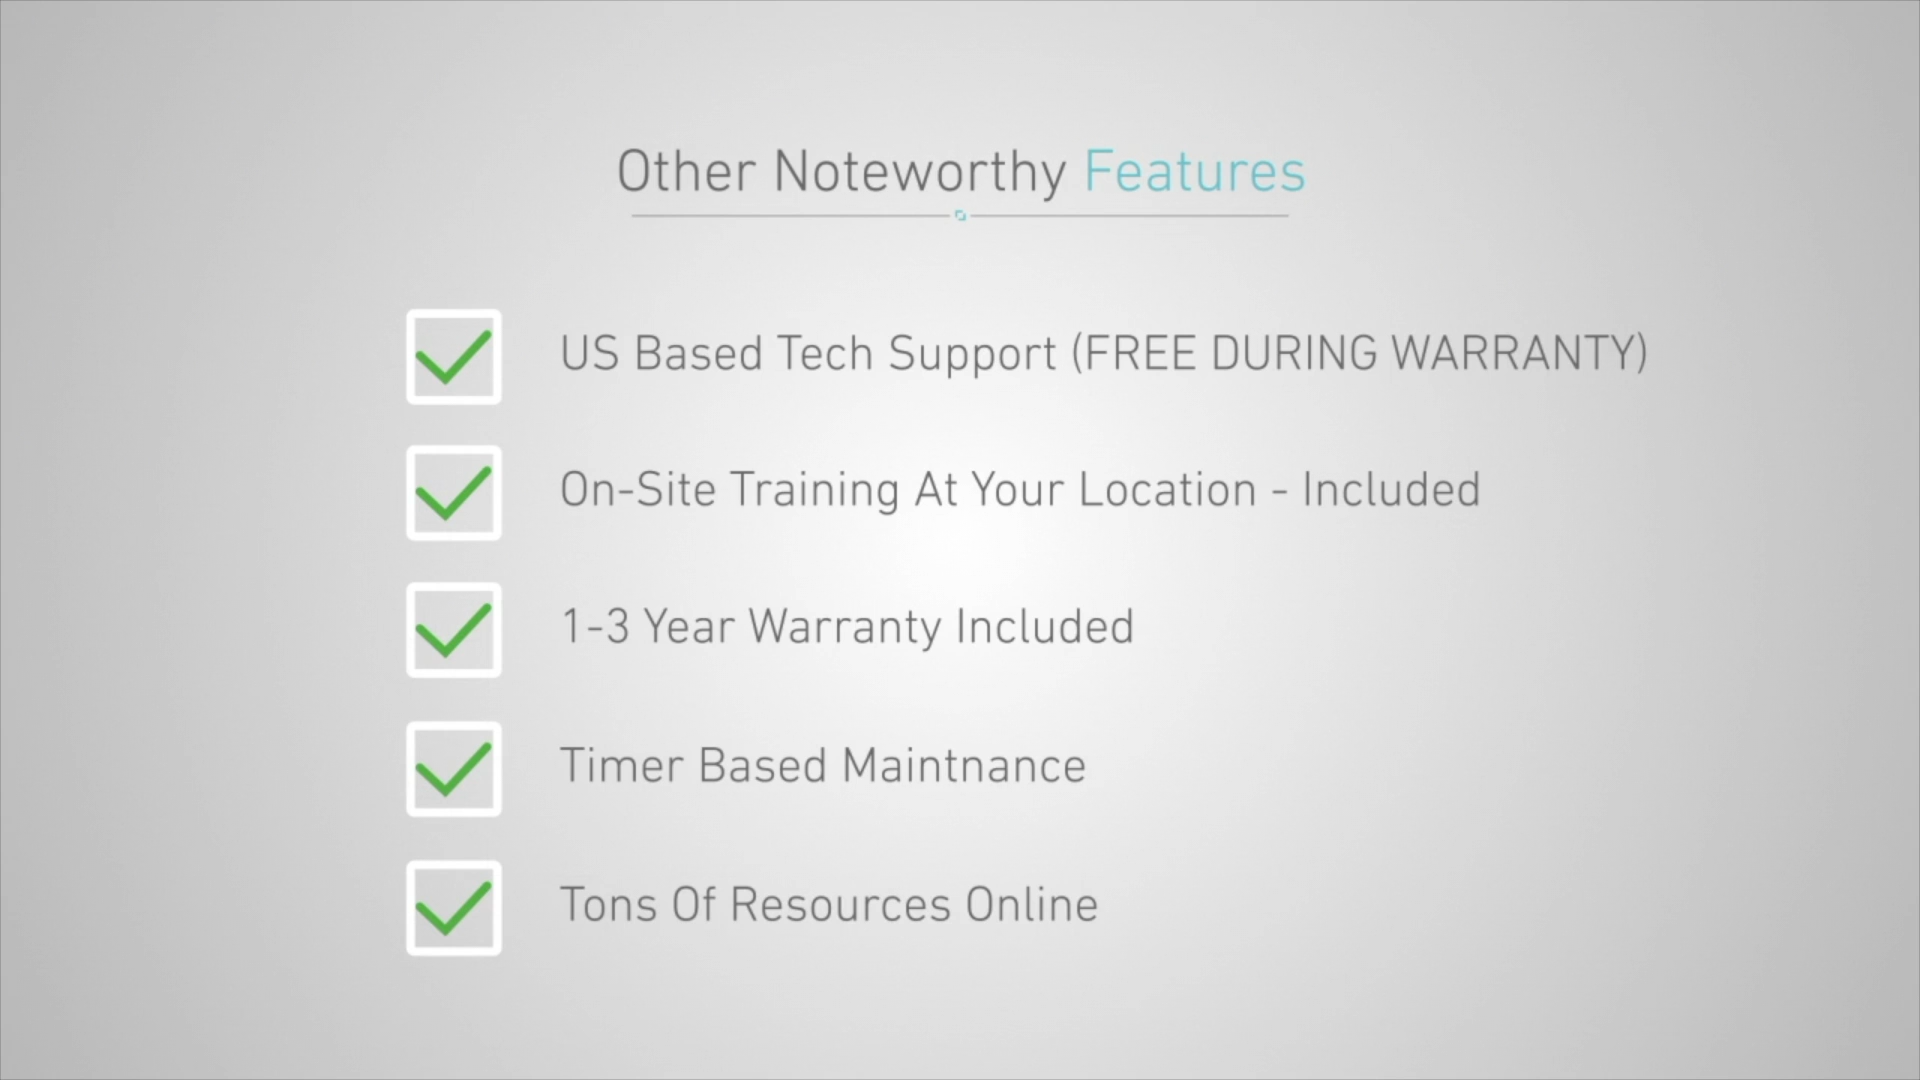 Other Noteworthy Features
US Based Tech Support (FREE DURING WARRANTY)
On-Site Training At Your Location - Included
1-3 Year Warranty Included
Timer Based Maintnance
Tons Of Resources Online